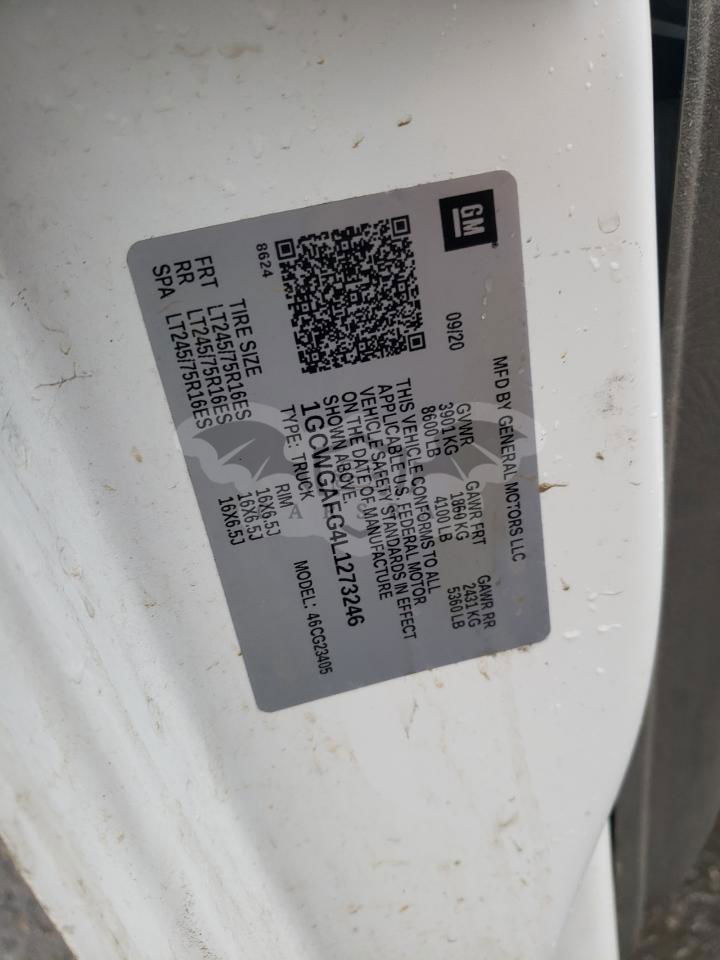 GM
MFD BY GENERAL MOTORS LLC
09/20
GVWR GAWR FRT GAWR RR
3901 KG 1860 KG 2431 KG
8600 LB 4100 LB 5360 LB
THIS VEHICLE CONFORMS TO ALL
APPLICABLE U.S. FEDERAL MOTOR
VEHICLE SAFETY STANDARDS IN EFFECT
ON THE DATE OF MANUFACTURE
SHOWN ABOVE.
1GCWGAFG4L1273246
TYPE: TRUCK MODEL: 46CG23405
8624
TIRE SIZE RIM
FRT LT245/75R16ES 16X6.5J
RR LT245/75R16ES 16X6.5J
SPA LT245/75R16ES 16X6.5J